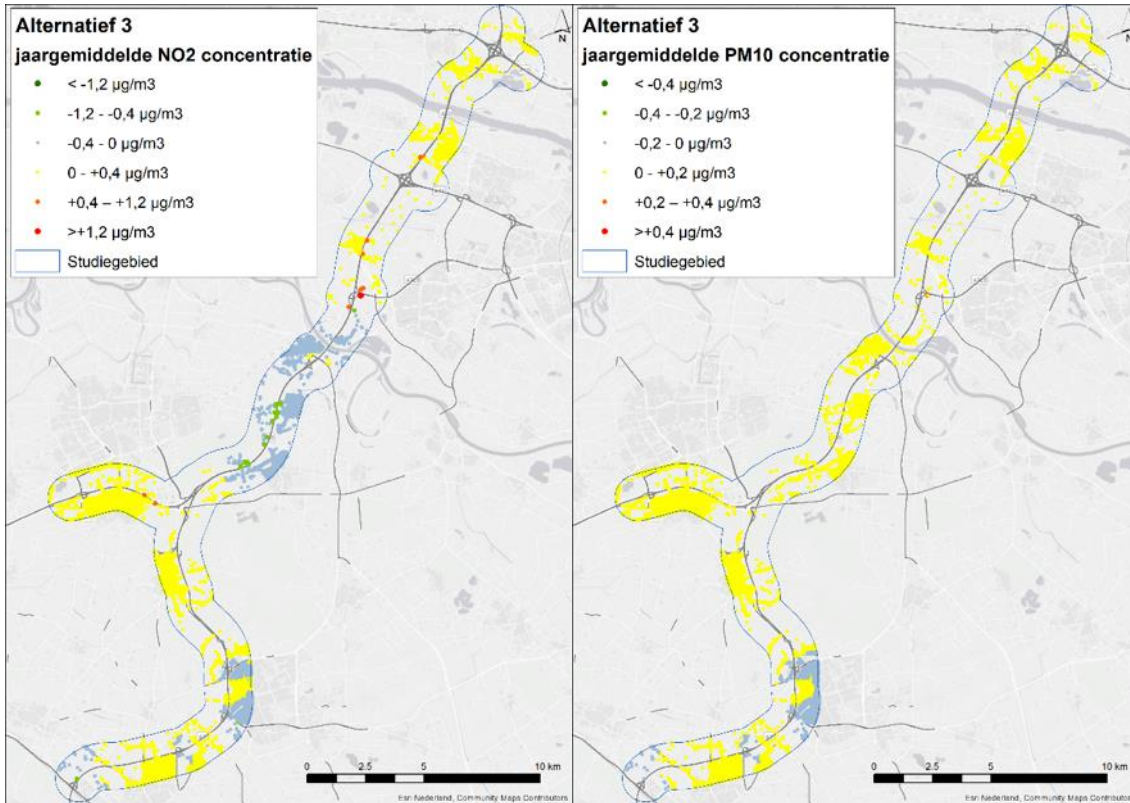 Alternatief 3
jaargemiddelde NO2 concentratie
< -1,2 µg/m3
-1,2 - -0,4 µg/m3
-0,4 - 0 µg/m3
0 - +0,4 µg/m3
+0,4 – +1,2 µg/m3
>+1,2 µg/m3
Studiegebied
N
0 2.5 5 10 km
Esri Nederland, Community Maps Contributors
Alternatief 3
jaargemiddelde PM10 concentratie
< -0,4 µg/m3
-0,4 - -0,2 µg/m3
-0,2 - 0 µg/m3
0 - +0,2 µg/m3
+0,2 – +0,4 µg/m3
>+0,4 µg/m3
Studiegebied
N
0 2.5 5 10 km
Esri Nederland, Community Maps Contributors